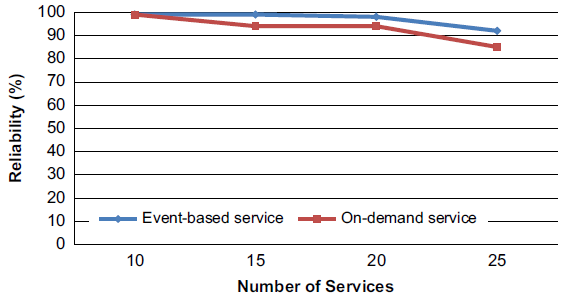 100
90
80
70
60
50
40
30
20
10
0
Reliability (%)
Event-based service
On-demand service
10 15 20 25
Number of Services